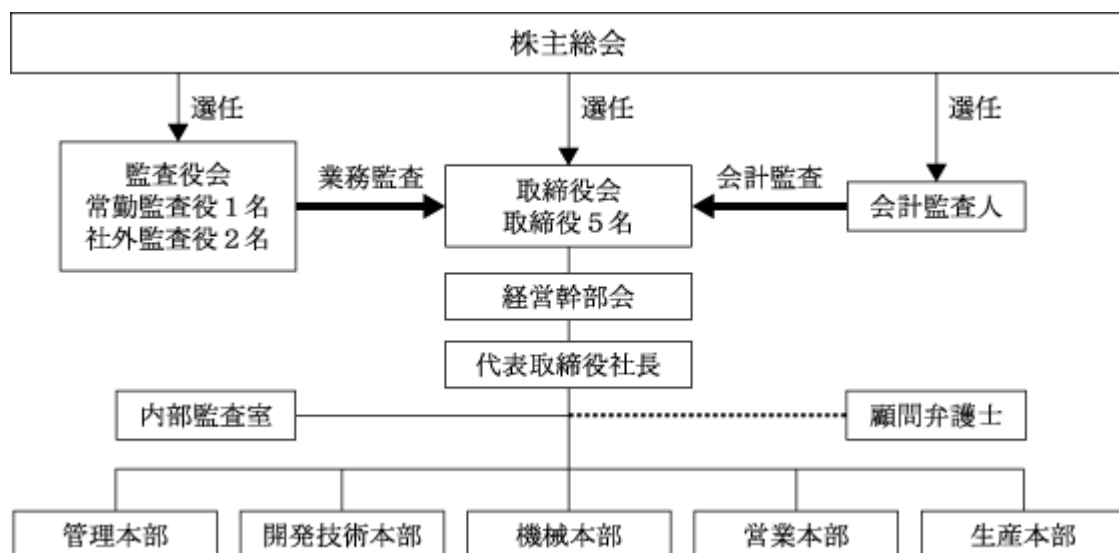 株主総会
選任
選任
選任
監査役会
常勤監査役1名
社外監査役2名
業務監査
取締役会
取締役5名
会計監査
会計監査人
経営幹部会
代表取締役社長
内部監査室
顧問弁護士
管理本部
開発技術本部
機械本部
営業本部
生産本部